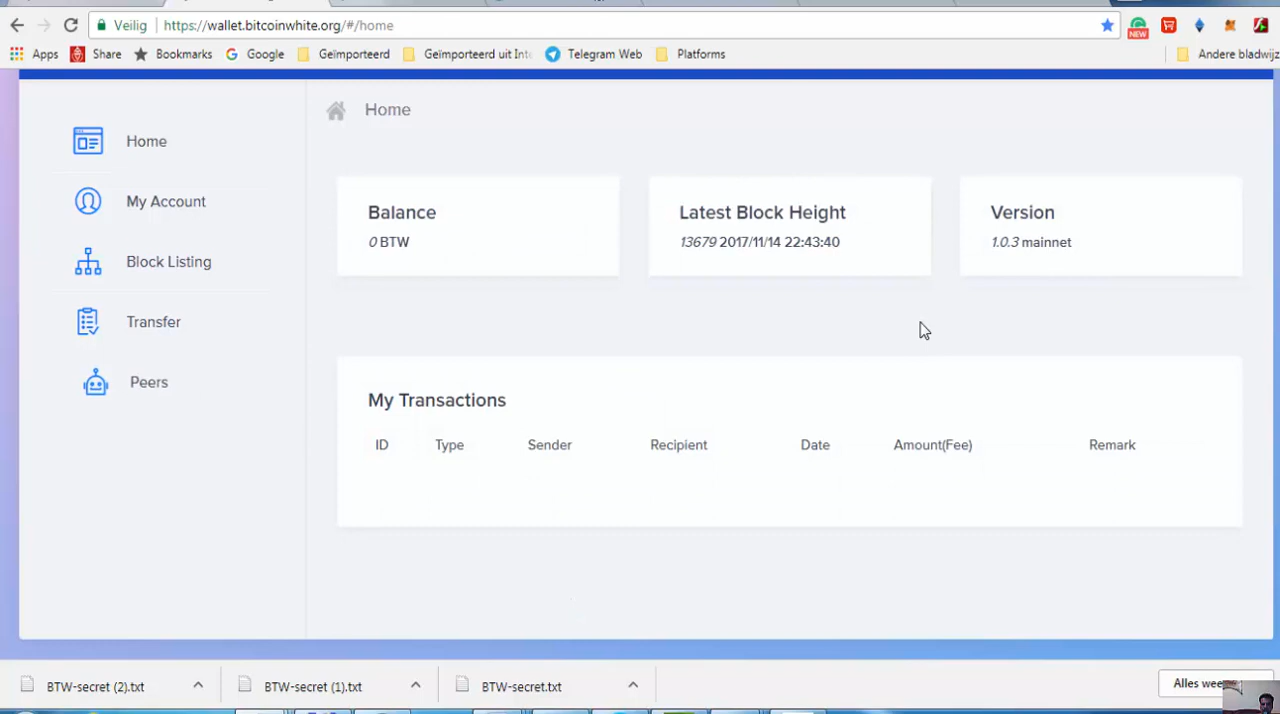 Veilig https://wallet.bitcoinwhite.org/#/home
NEW
Apps Share Bookmarks Google Geïmporteerd Geïmporteerd uit Int Telegram Web Platforms Andere bladwijz
Home
Home
My Account
Block Listing
Transfer
Peers
Balance
0 BTW
Latest Block Height
13679 2017/11/14 22:43:40
Version
1.0.3 mainnet
My Transactions
ID Type Sender Recipient Date Amount(Fee) Remark
BTW-secret (2).txt BTW-secret (1).txt BTW-secret.txt Alles wee